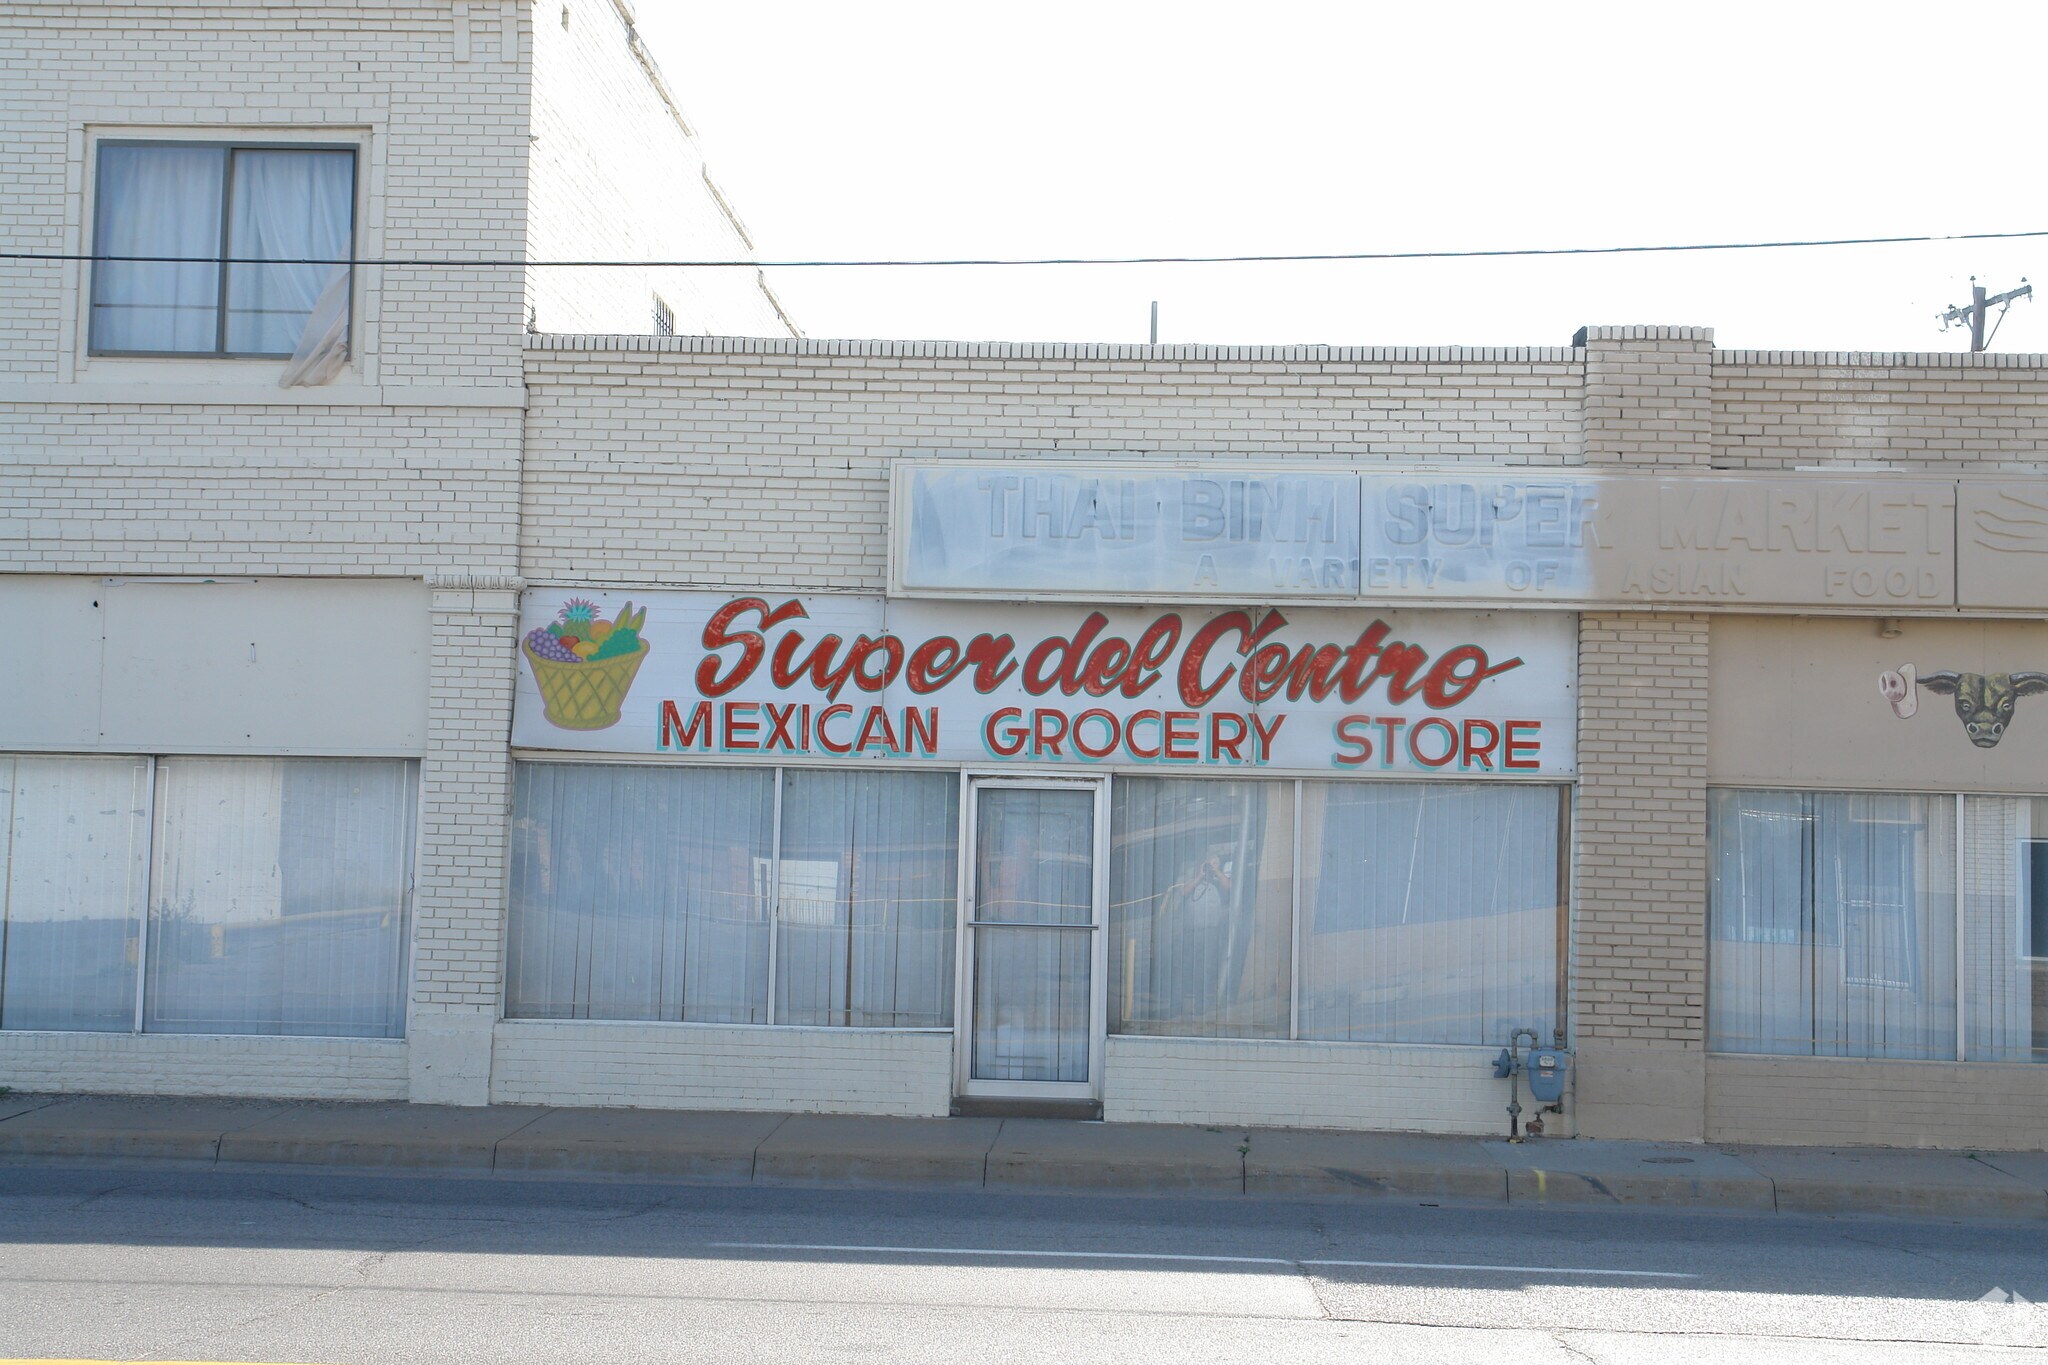 THAI BINH SUPER MARKET
A VARIETY OF ASIAN FOOD
Super del Centro
MEXICAN GROCERY STORE